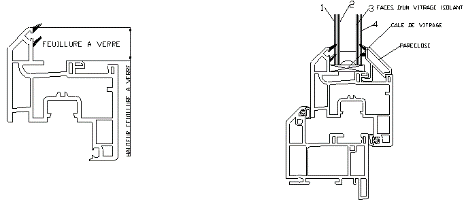 1
2
3 FACES D'UN VITRAGE ISOLANT
4
CALE DE VITRAGE
PARECLOSE
FEUILLURE A VERRE
HAUTEUR FEUILLURE A VERRE